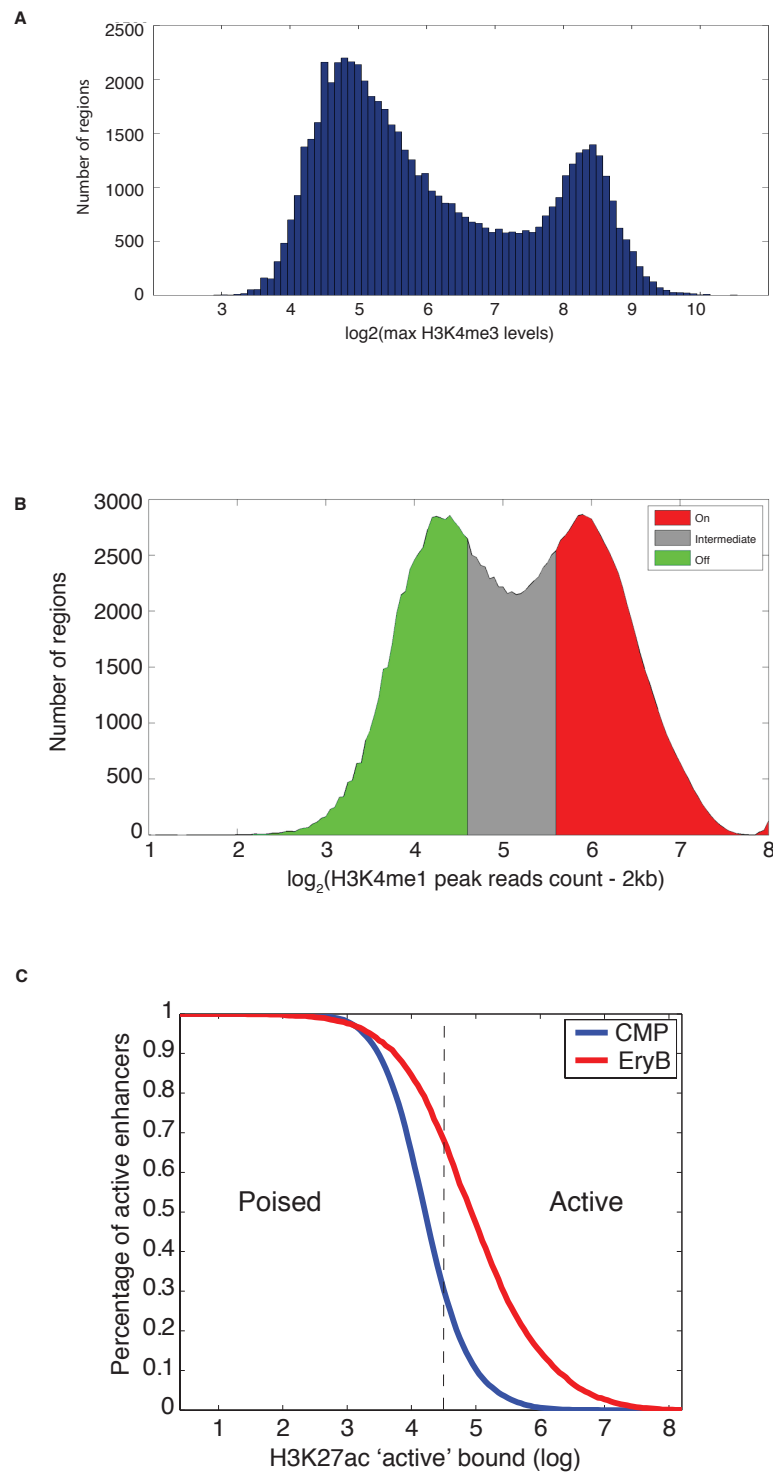 A
2500
2000
1500
1000
500
0
Number of regions
3 4 5 6 7 8 9 10
log2(max H3K4me3 levels)
B
3000
2500
2000
1500
1000
500
0
Number of regions
On
Intermediate
Off
1 2 3 4 5 6 7 8
log2(H3K4me1 peak reads count - 2kb)
C
1
0.9
0.8
0.7
0.6
0.5
0.4
0.3
0.2
0.1
0
Percentage of active enhancers
CMP
EryB
Poised
Active
1 2 3 4 5 6 7 8
H3K27ac ‘active’ bound (log)